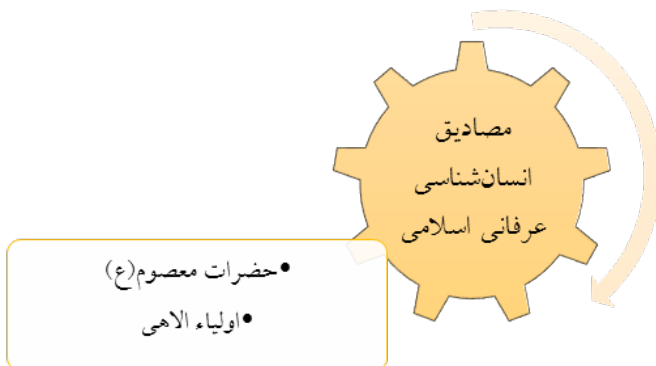 مصادیق
انسان‌شناسی
عرفانی اسلامی
•حضرات معصوم(ع)
•اولیاء الاهی